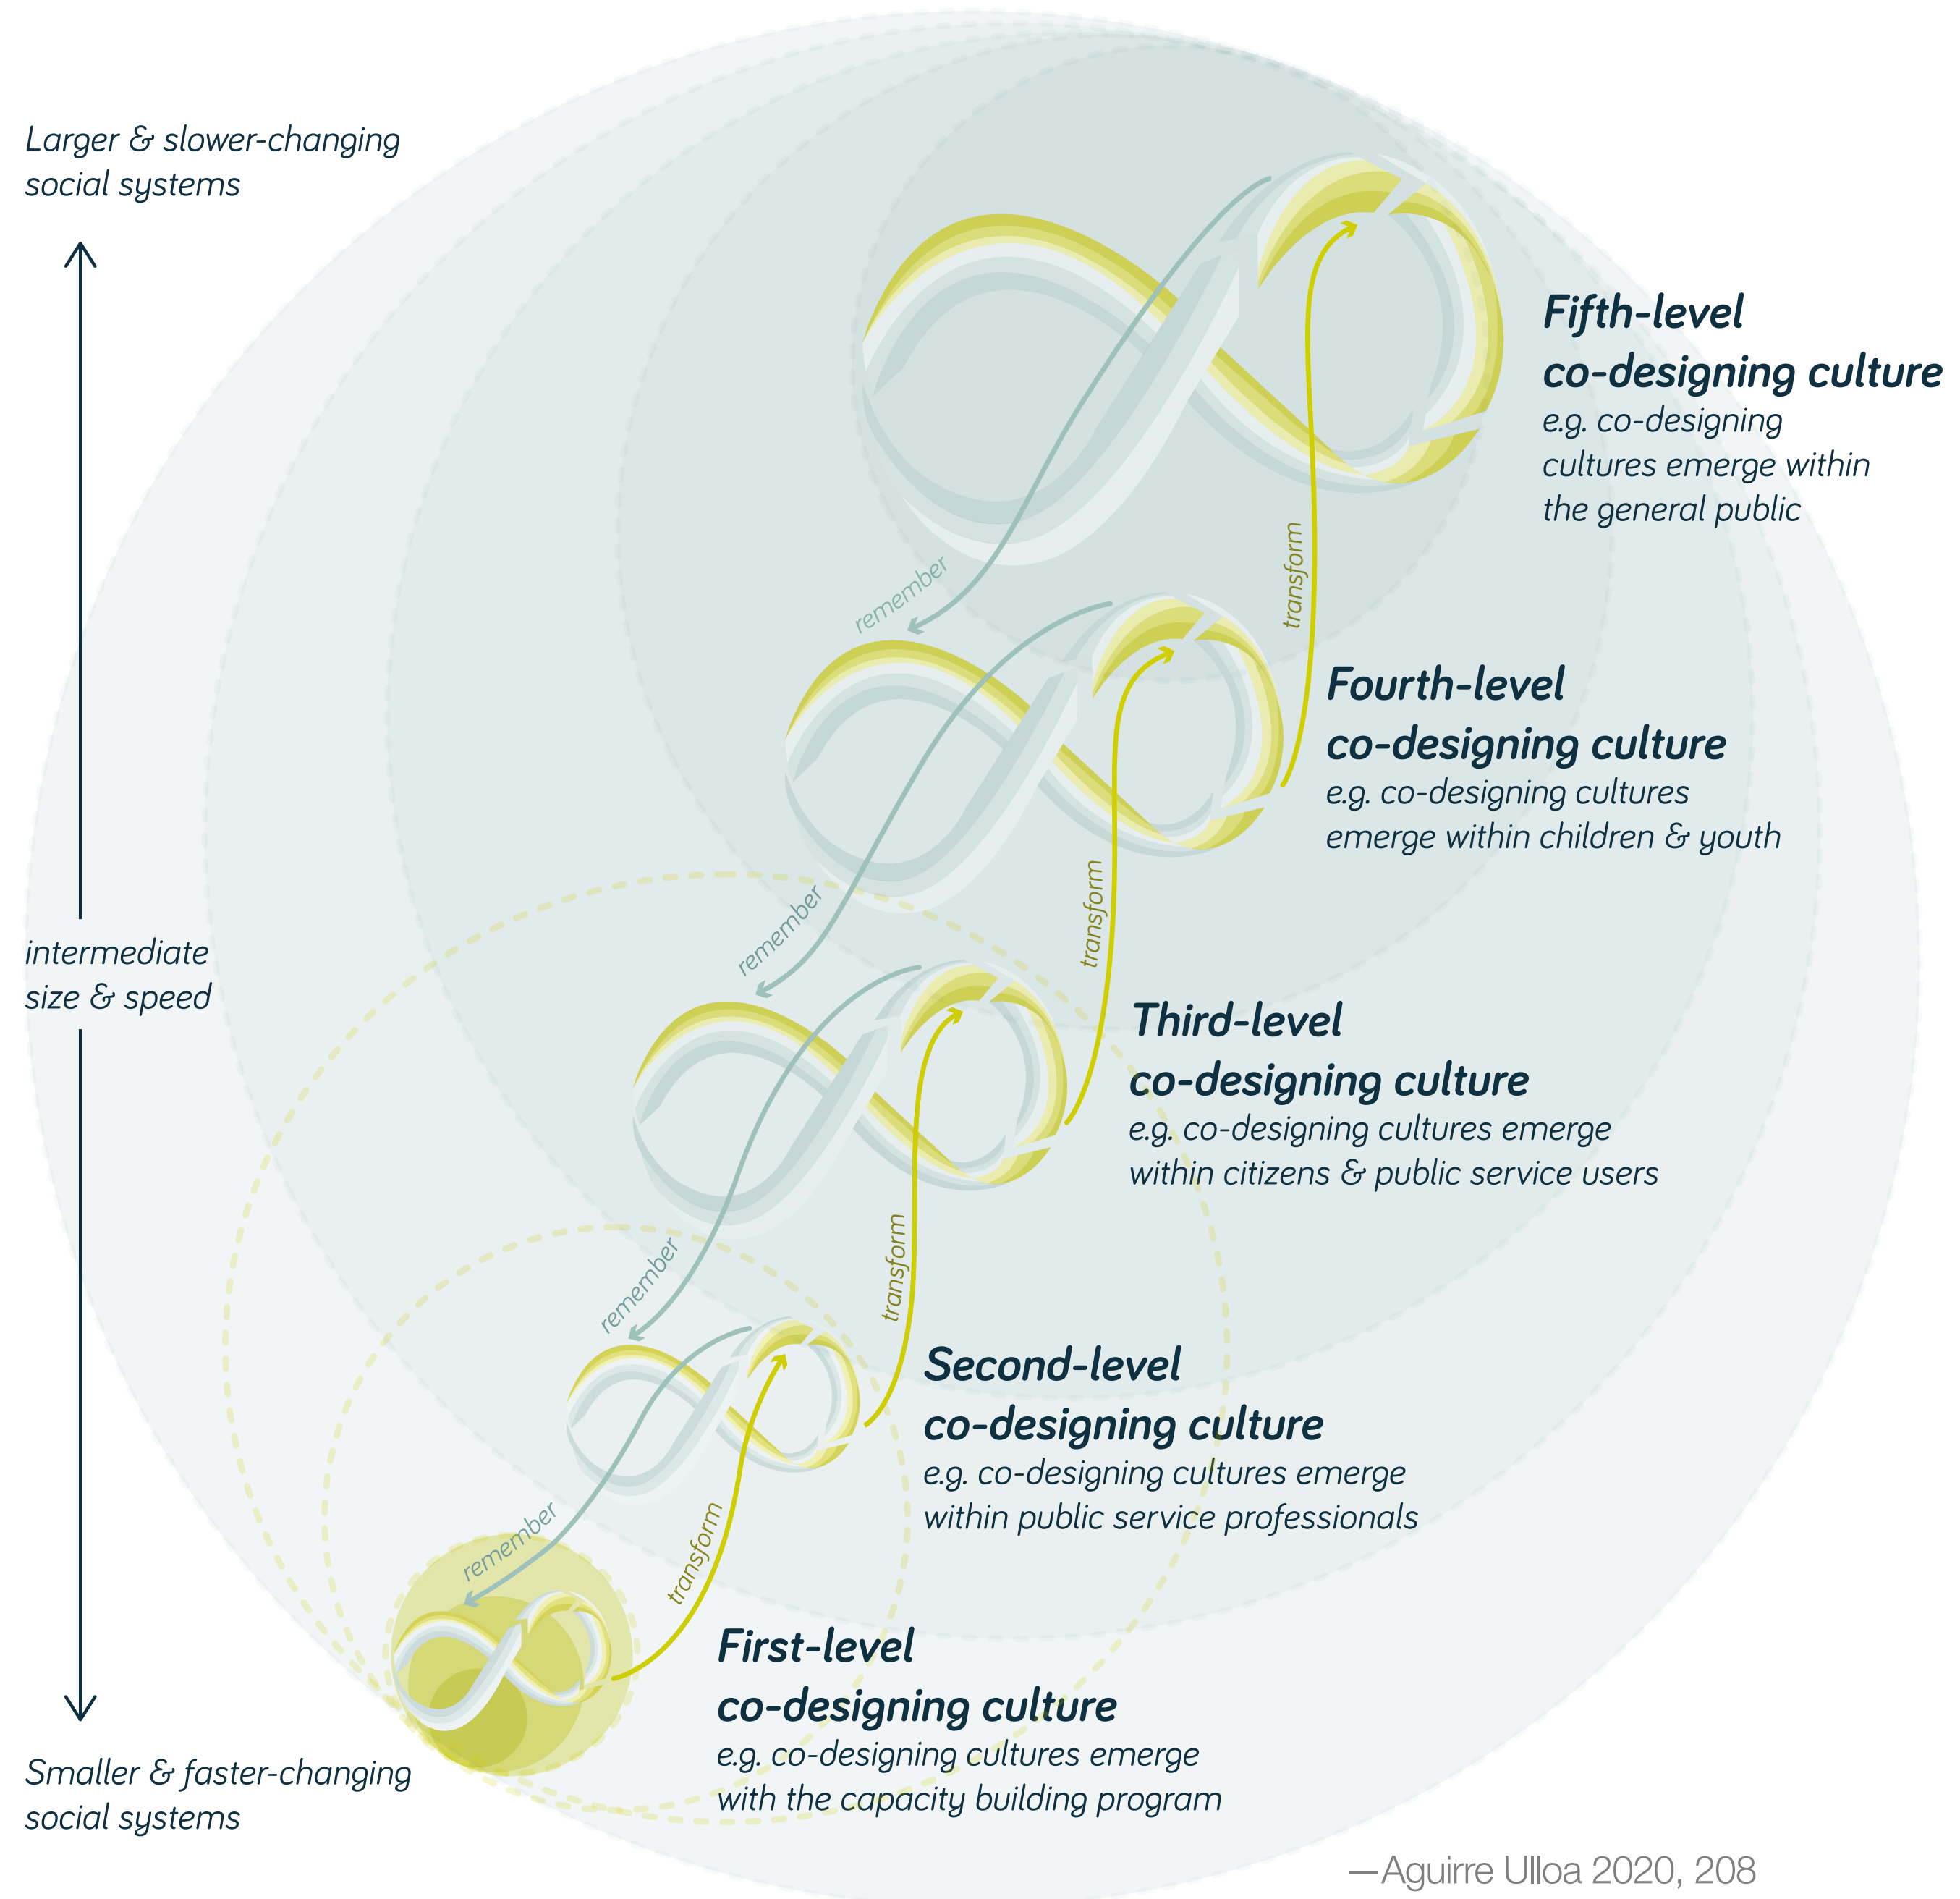 Larger & slower-changing
social systems
Fifth-level
co-designing culture
e.g. co-designing
cultures emerge within
the general public
remember
transform
Fourth-level
co-designing culture
e.g. co-designing cultures
emerge within children & youth
remember
transform
intermediate
size & speed
Third-level
co-designing culture
e.g. co-designing cultures emerge
within citizens & public service users
remember
transform
Second-level
co-designing culture
e.g. co-designing cultures emerge
within public service professionals
remember
transform
First-level
co-designing culture
e.g. co-designing cultures emerge
with the capacity building program
Smaller & faster-changing
social systems
—Aguirre Ulloa 2020, 208